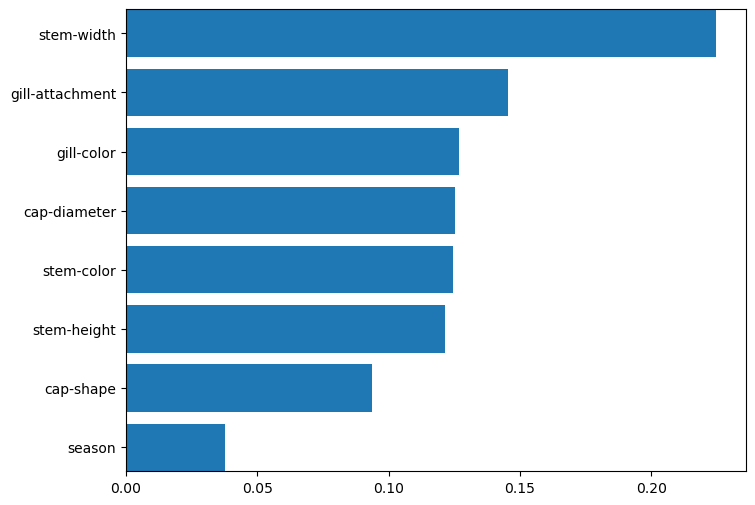 stem-width
gill-attachment
gill-color
cap-diameter
stem-color
stem-height
cap-shape
season
0.00 0.05 0.10 0.15 0.20